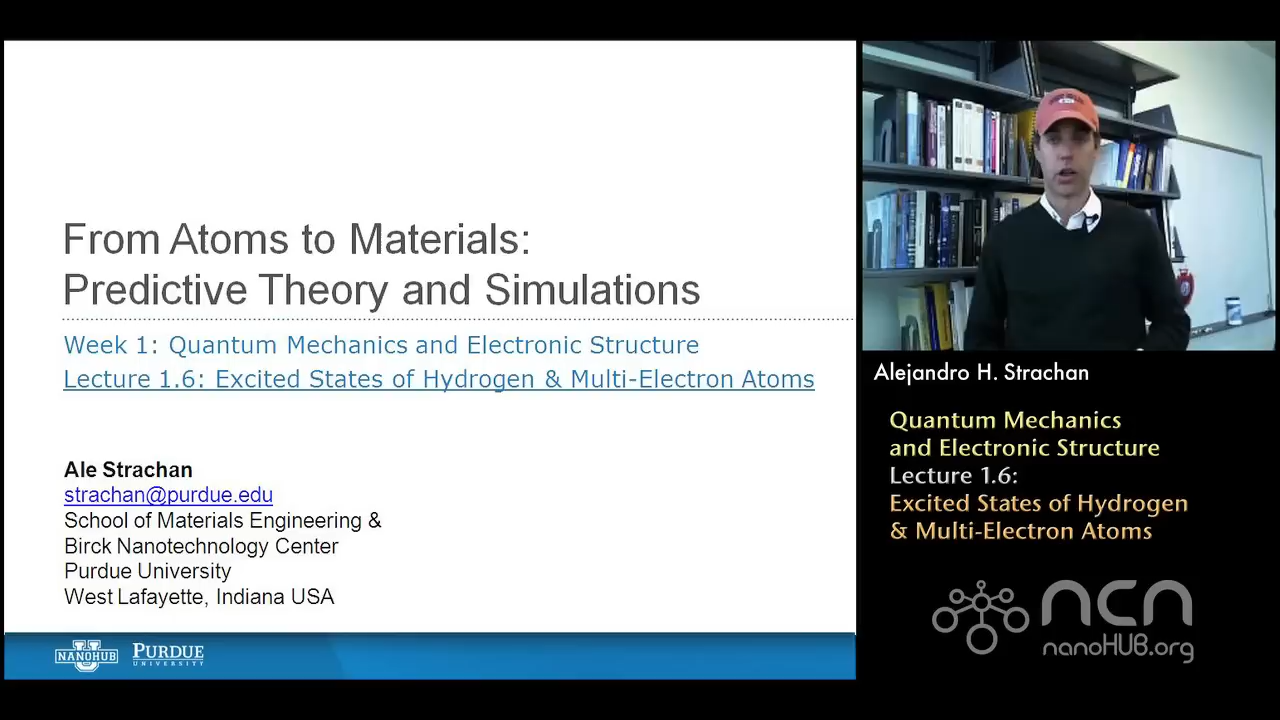 From Atoms to Materials:
Predictive Theory and Simulations
Week 1: Quantum Mechanics and Electronic Structure
Lecture 1.6: Excited States of Hydrogen & Multi-Electron Atoms
Ale Strachan
strachan@purdue.edu
School of Materials Engineering &
Birck Nanotechnology Center
Purdue University
West Lafayette, Indiana USA
NANOHUB
PURDUE
UNIVERSITY
Alejandro H. Strachan
Quantum Mechanics
and Electronic Structure
Lecture 1.6:
Excited States of Hydrogen
& Multi-Electron Atoms
ncn
nanoHUB.org